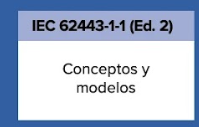 IEC 62443-1-1 (Ed. 2)
Conceptos y
modelos